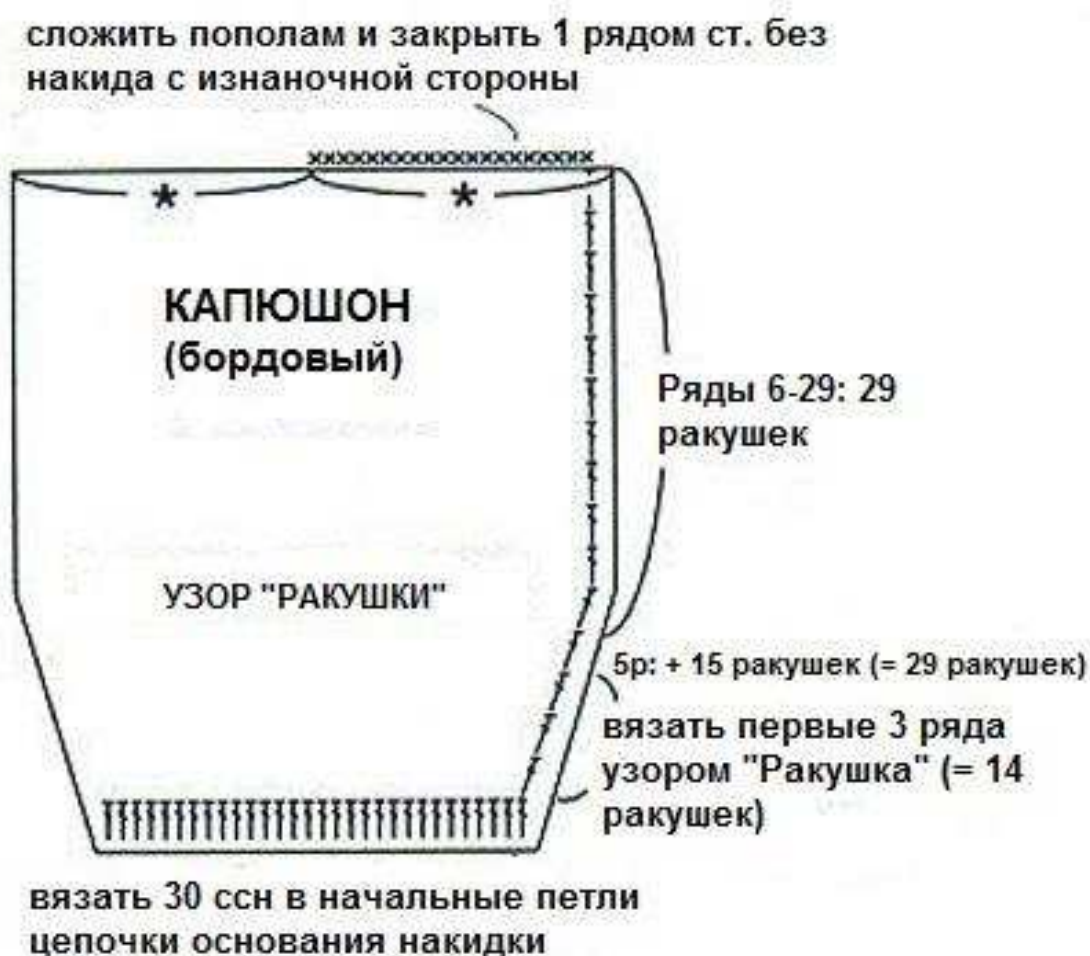 сложить пополам и закрыть 1 рядом ст. без
накида с изнаночной стороны
* *
КАПЮШОН
(бордовый)
Ряды 6-29: 29
ракушек
УЗОР "РАКУШКИ"
5р: + 15 ракушек (= 29 ракушек)
вязать первые 3 ряда
узором "Ракушка" (= 14
ракушек)
вязать 30 ссн в начальные петли
цепочки основания накидки